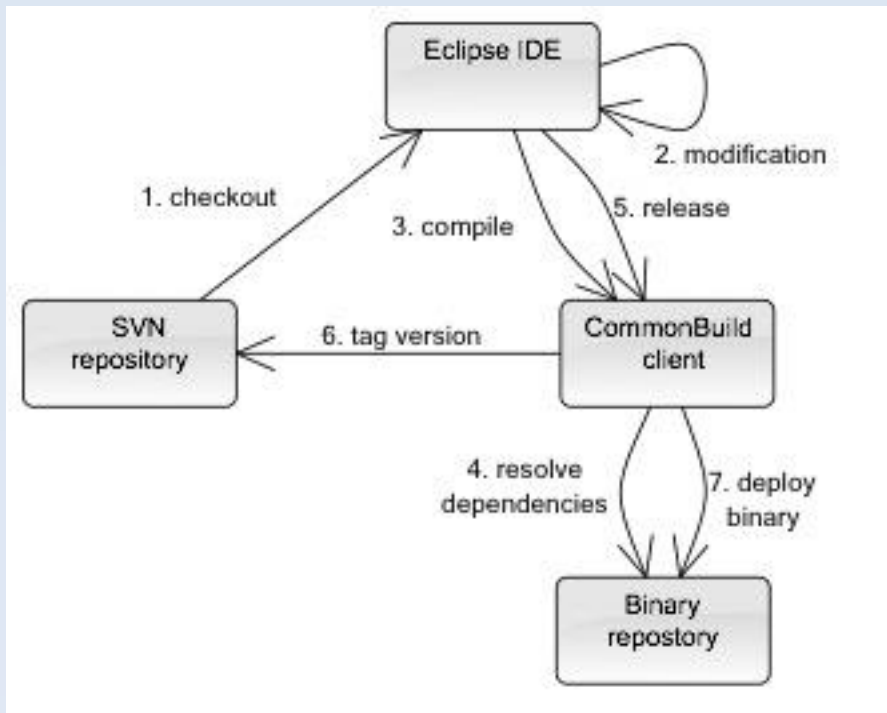 Eclipse IDE
2. modification
1. checkout
5. release
3. compile
SVN
repository
6. tag version
CommonBuild
client
4. resolve
dependencies
7. deploy
binary
Binary
repostory